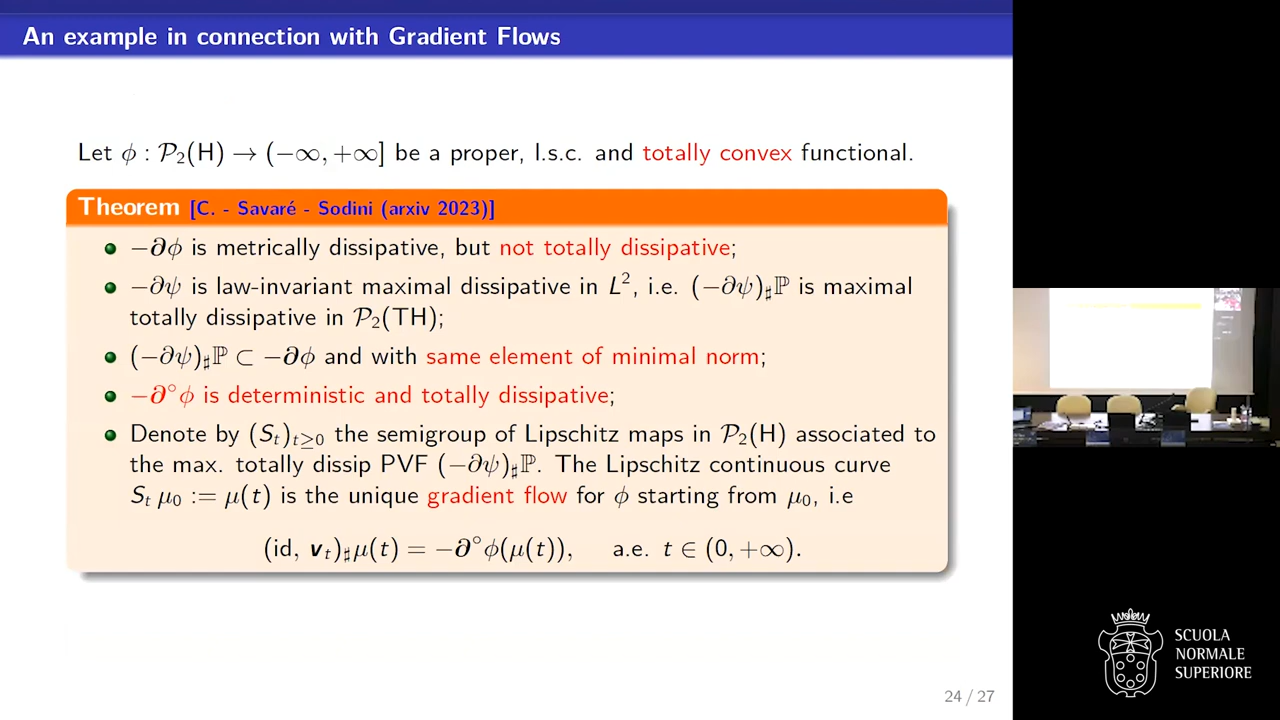 An example in connection with Gradient Flows
Let ϕ : 𝒫₂(H) → (−∞, +∞] be a proper, l.s.c. and totally convex functional.
Theorem [C. - Savaré - Sodini (arxiv 2023)]
−∂ϕ is metrically dissipative, but not totally dissipative;
−∂ψ is law-invariant maximal dissipative in L², i.e. (−∂ψ)♯ℙ is maximal
totally dissipative in 𝒫₂(TH);
(−∂ψ)♯ℙ ⊂ −∂ϕ and with same element of minimal norm;
−∂°ϕ is deterministic and totally dissipative;
Denote by (Sₜ)ₜ≥₀ the semigroup of Lipschitz maps in 𝒫₂(H) associated to
the max. totally dissip PVF (−∂ψ)♯ℙ. The Lipschitz continuous curve
Sₜ μ₀ := μ(t) is the unique gradient flow for ϕ starting from μ₀, i.e
(id, vₜ)♯μ(t) = −∂°ϕ(μ(t)), a.e. t ∈ (0, +∞).
24 / 27
SCUOLA
NORMALE
SUPERIORE